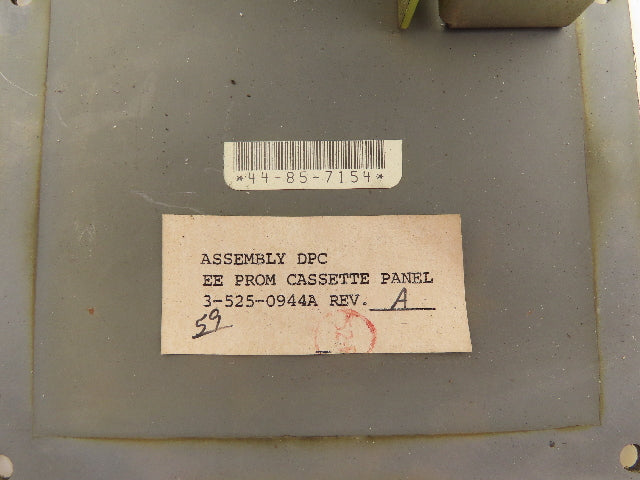 *44-85-7154*
ASSEMBLY DPC
EE PROM CASSETTE PANEL
3-525-0944A REV. A
59